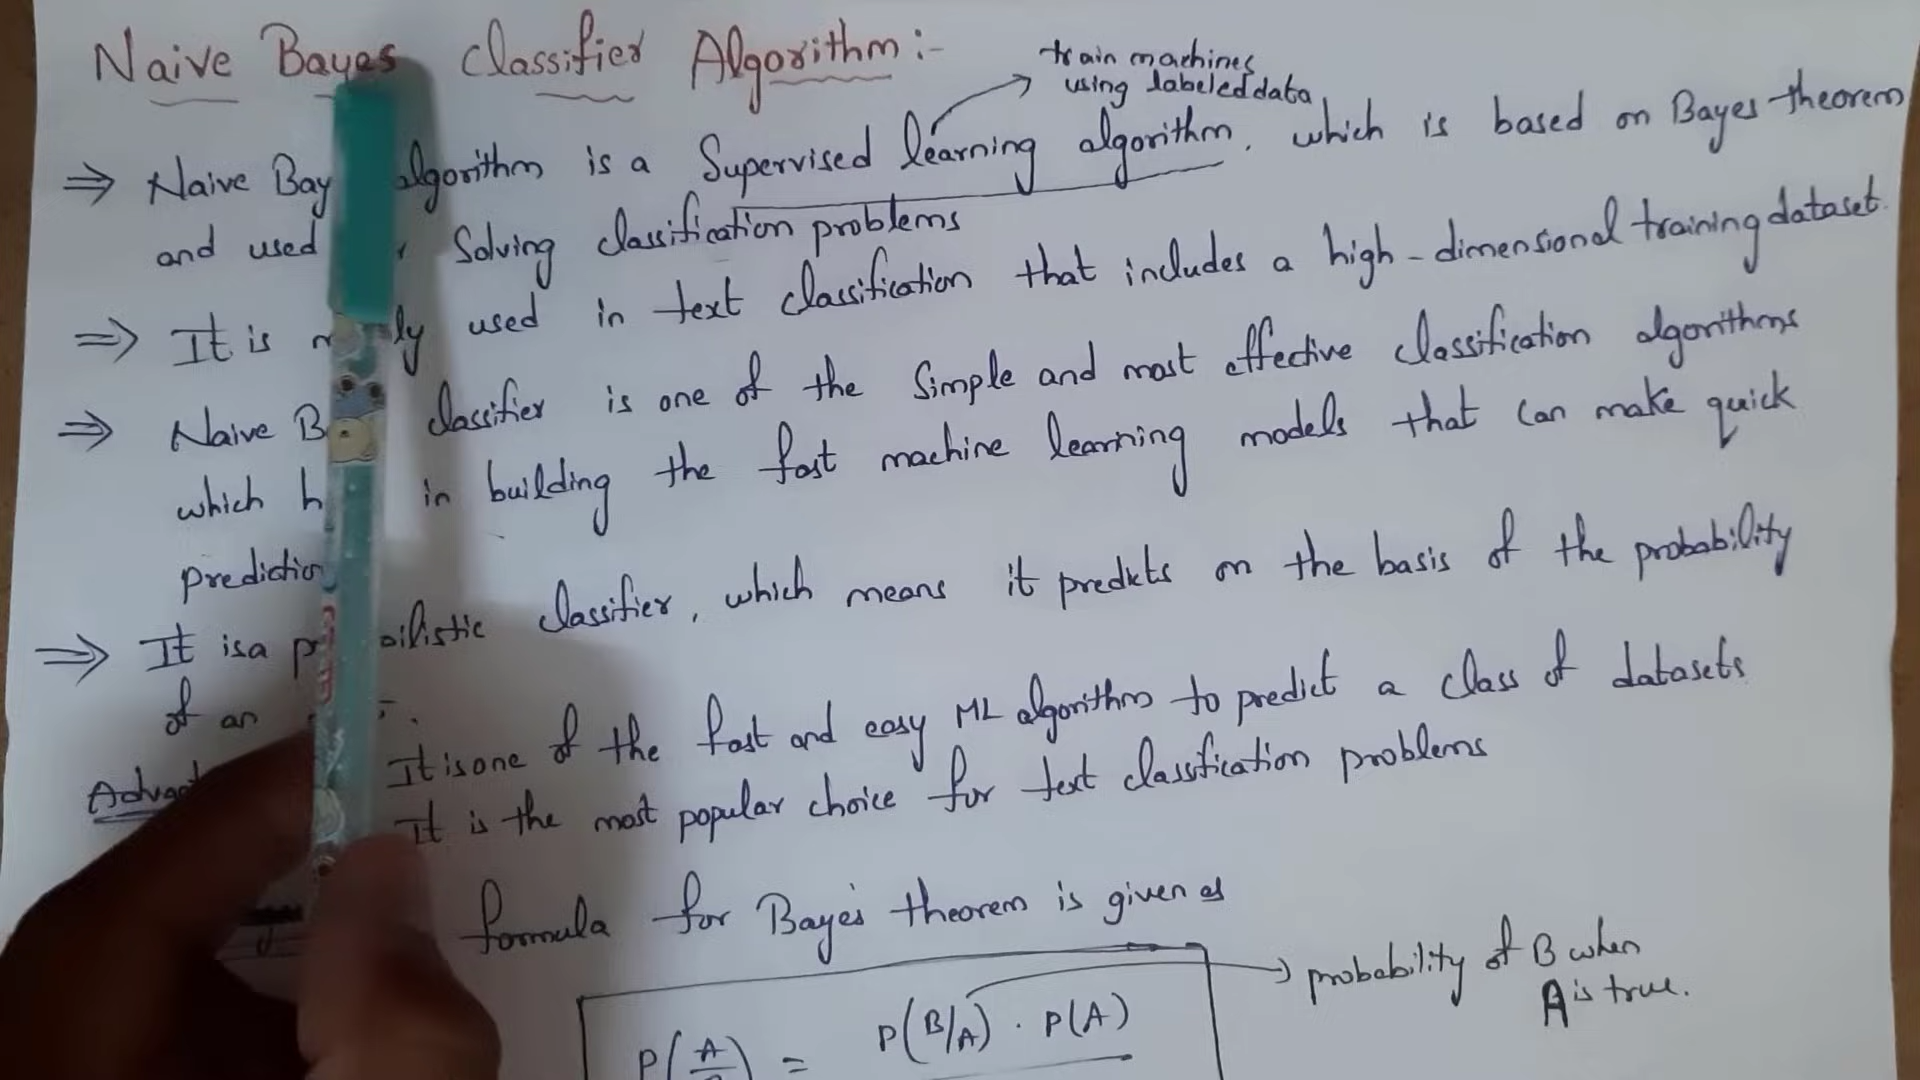 Naive Bayes Classifier Algorithm:-
train machines
using labeled data
⇒ Naive Bay algorithm is a Supervised learning algorithm, which is based on Bayes theorem
and used Solving classification problems
⇒ It is used in text classification that includes a high-dimensional training dataset.
⇒ Naive classifier is one of the Simple and most effective classification algorithms
which in building the fast machine learning models that can make quick
prediction
⇒ It is a classifier, which means it predicts on the basis of the probability
of an
It is one of the fast and easy ML algorithms to predict a class of datasets
It is the most popular choice for text classification problems
formula for Baye's theorem is given as
probability of B when
A is true.
P(B/A) · P(A)
P(A =